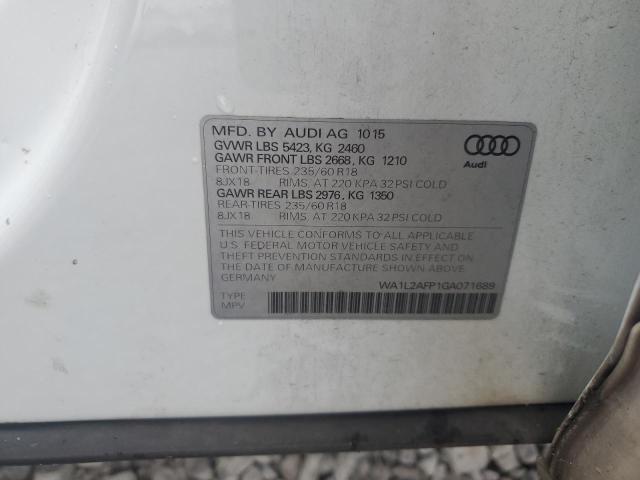 MFD. BY AUDI AG 10 15
GVWR LBS 5423, KG 2460
GAWR FRONT LBS 2668, KG 1210
FRONT-TIRES 235/60 R18
8JX18 RIMS, AT 220 KPA 32 PSI COLD
GAWR REAR LBS 2976, KG 1350
REAR-TIRES 235/60 R18
8JX18 RIMS, AT 220 KPA 32 PSI COLD
Audi
THIS VEHICLE CONFORMS TO ALL APPLICABLE
U.S. FEDERAL MOTOR VEHICLE SAFETY AND
THEFT PREVENTION STANDARDS IN EFFECT ON
THE DATE OF MANUFACTURE SHOWN ABOVE.
GERMANY
WA1L2AFP1GA071689
TYPE
MPV